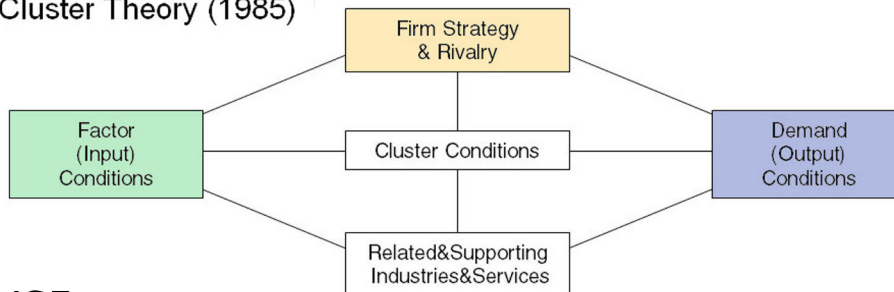 Cluster Theory (1985)
Firm Strategy
& Rivalry
Factor
(Input)
Conditions
Cluster Conditions
Demand
(Output)
Conditions
Related&Supporting
Industries&Services